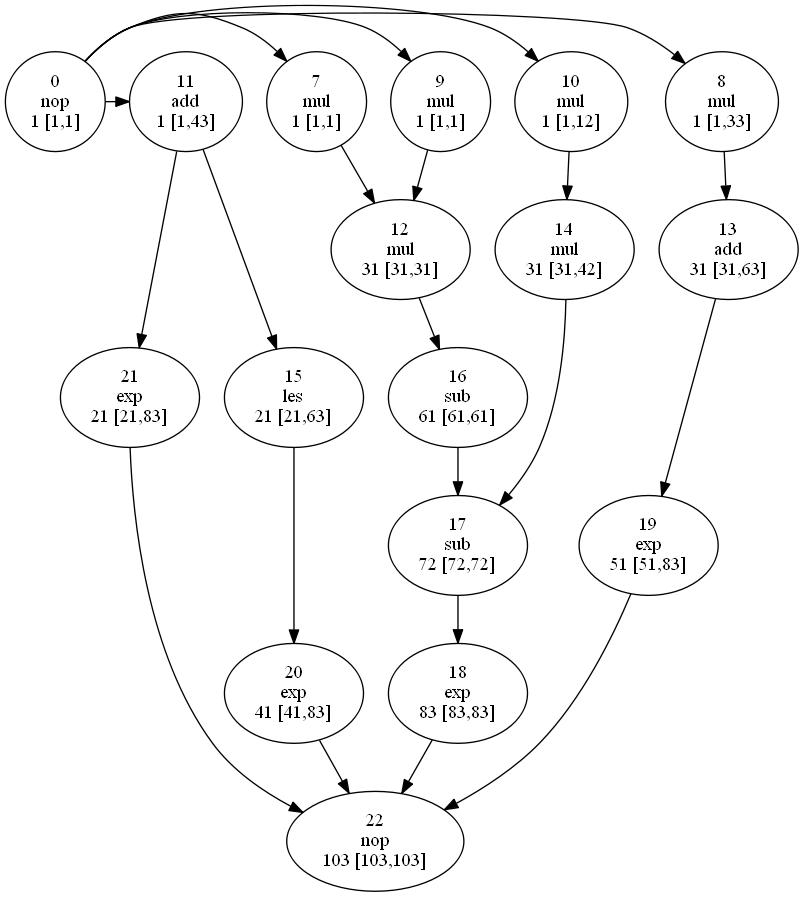 0
nop
1 [1,1]
11
add
1 [1,43]
7
mul
1 [1,1]
9
mul
1 [1,1]
10
mul
1 [1,12]
8
mul
1 [1,33]
12
mul
31 [31,31]
14
mul
31 [31,42]
13
add
31 [31,63]
21
exp
21 [21,83]
15
les
21 [21,63]
16
sub
61 [61,61]
17
sub
72 [72,72]
19
exp
51 [51,83]
20
exp
41 [41,83]
18
exp
83 [83,83]
22
nop
103 [103,103]